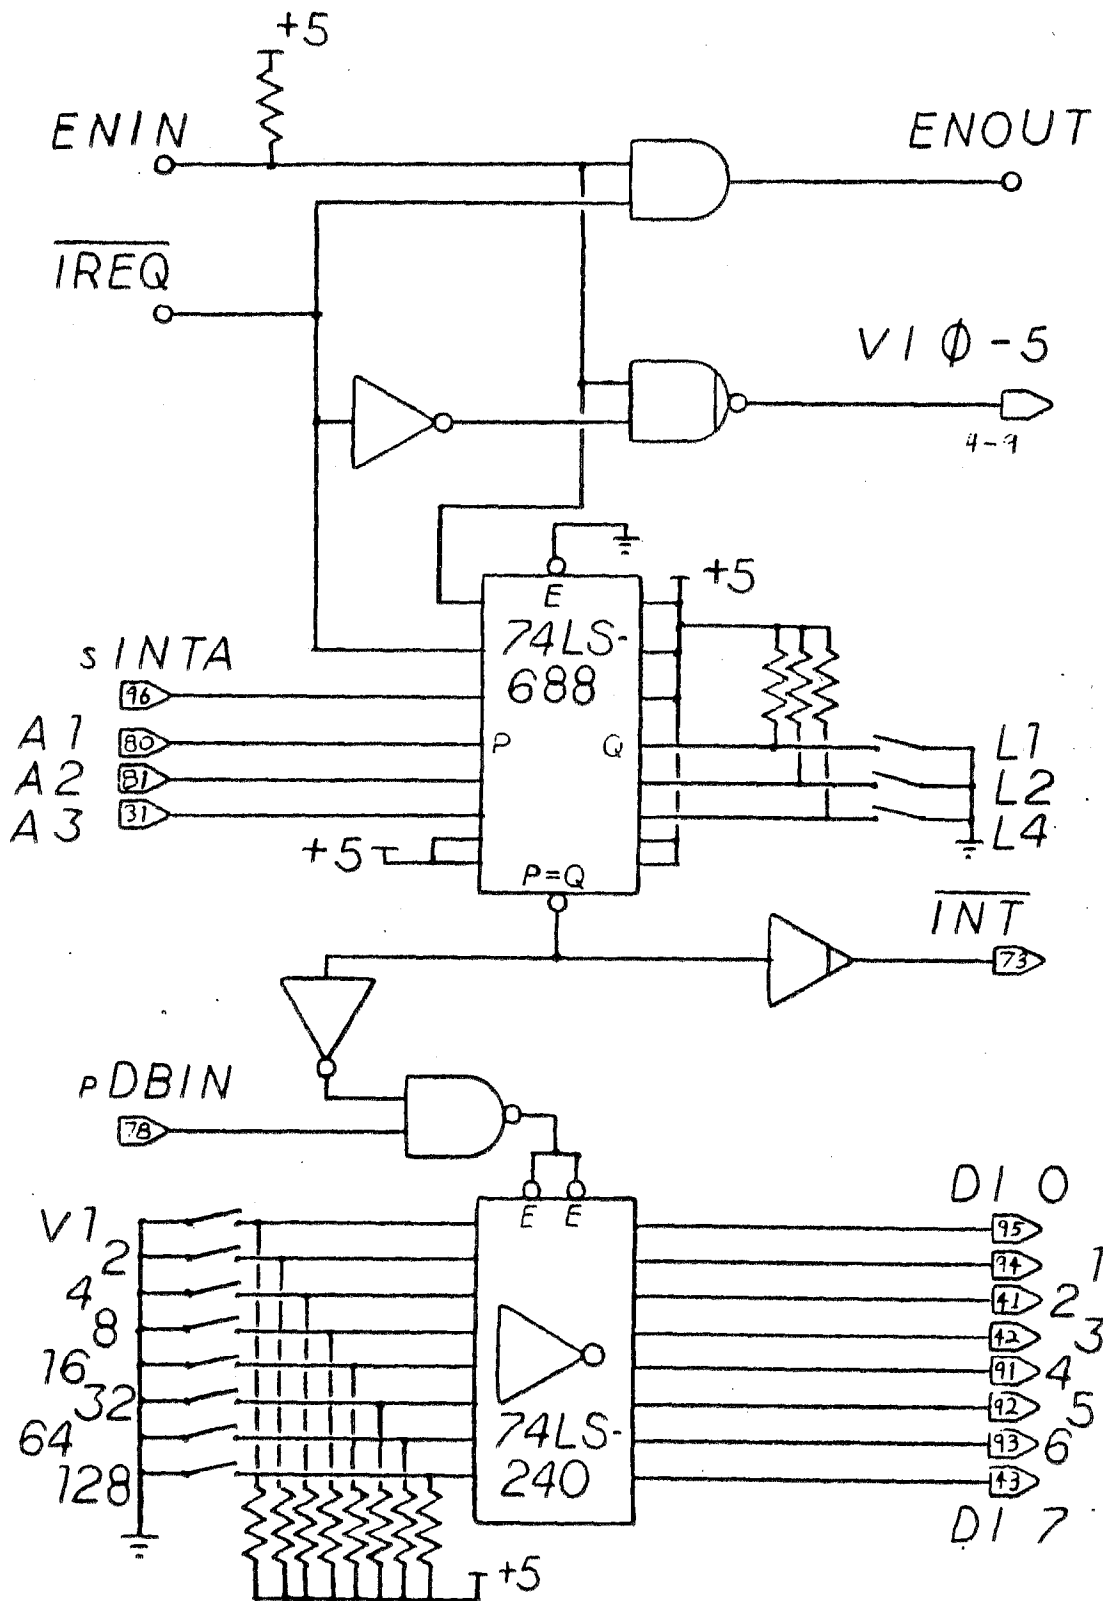 +5
ENIN
ENOUT
IREQ
VI Ø-5
4-9
E
+5
74LS-
688
sINTA
96
A1
80
P
Q
L1
A2
81
L2
A3
31
L4
+5
P=Q
INT
73
pDBIN
78
DI 0
E E
V1
95
2
94
1
4
41
2
8
42
3
16
91
4
32
92
5
64
74LS-
93
6
128
240
43
DI 7
+5